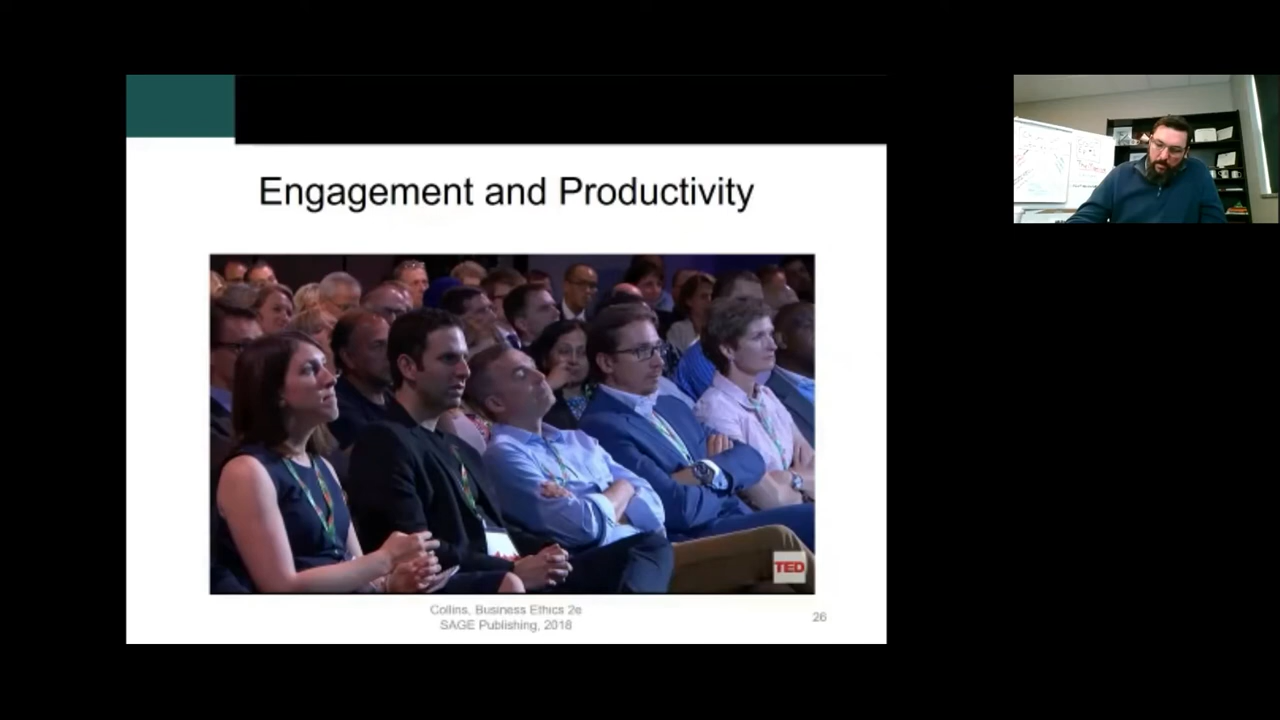 Engagement and Productivity
TED
Collins, Business Ethics 2e
SAGE Publishing, 2018
26